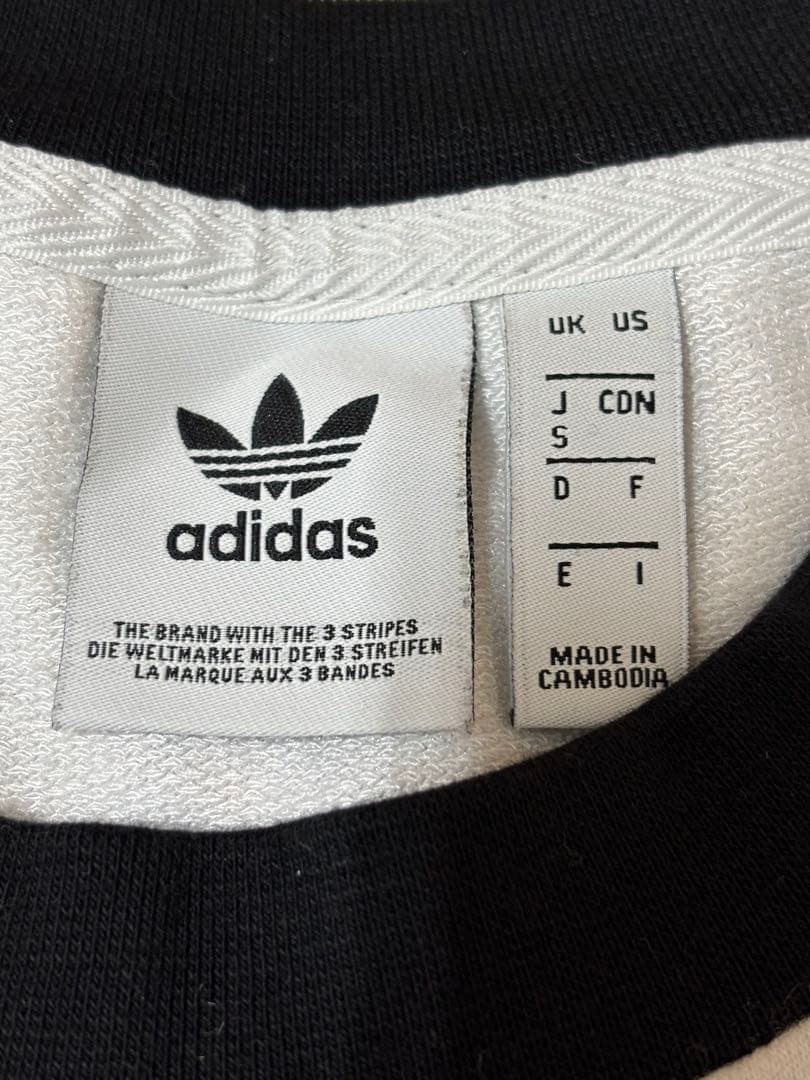 adidas
THE BRAND WITH THE 3 STRIPES
DIE WELTMARKE MIT DEN 3 STREIFEN
LA MARQUE AUX 3 BANDES
UK US
J CDN
S
D F
E I
MADE IN
CAMBODIA